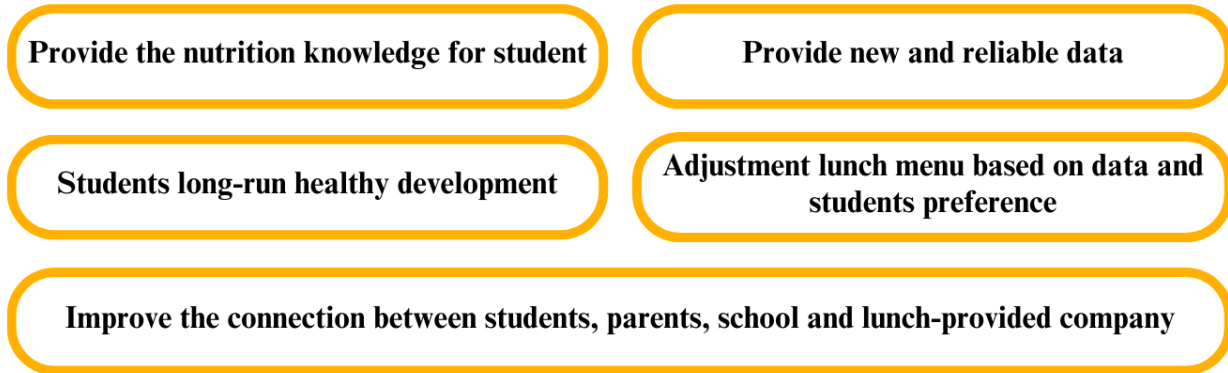 Provide the nutrition knowledge for student
Provide new and reliable data
Students long-run healthy development
Adjustment lunch menu based on data and
students preference
Improve the connection between students, parents, school and lunch-provided company